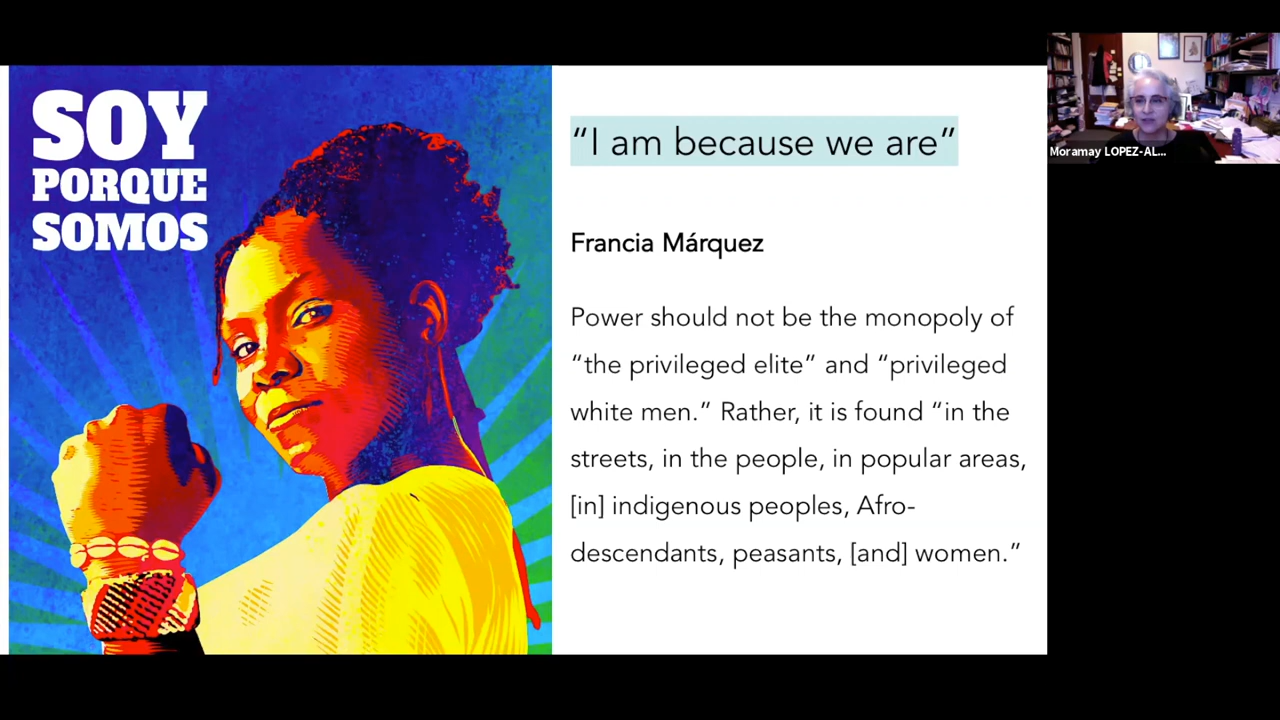 SOY
PORQUE
SOMOS
“I am because we are”
Francia Márquez
Power should not be the monopoly of
“the privileged elite” and “privileged
white men.” Rather, it is found “in the
streets, in the people, in popular areas,
[in] indigenous peoples, Afro-
descendants, peasants, [and] women.”
Moramay LOPEZ-AL...